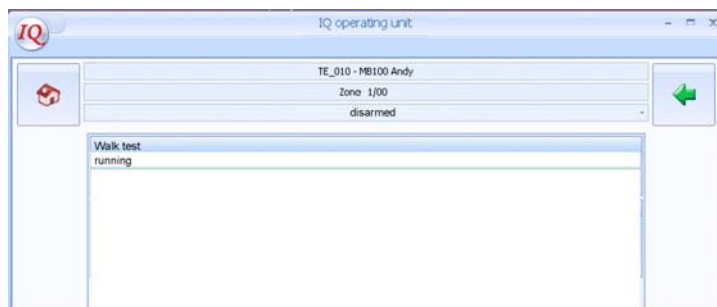 IQ operating unit
IQ
TE_010 - MB100 Andy
Zone 1/00
disarmed
Walk test
running